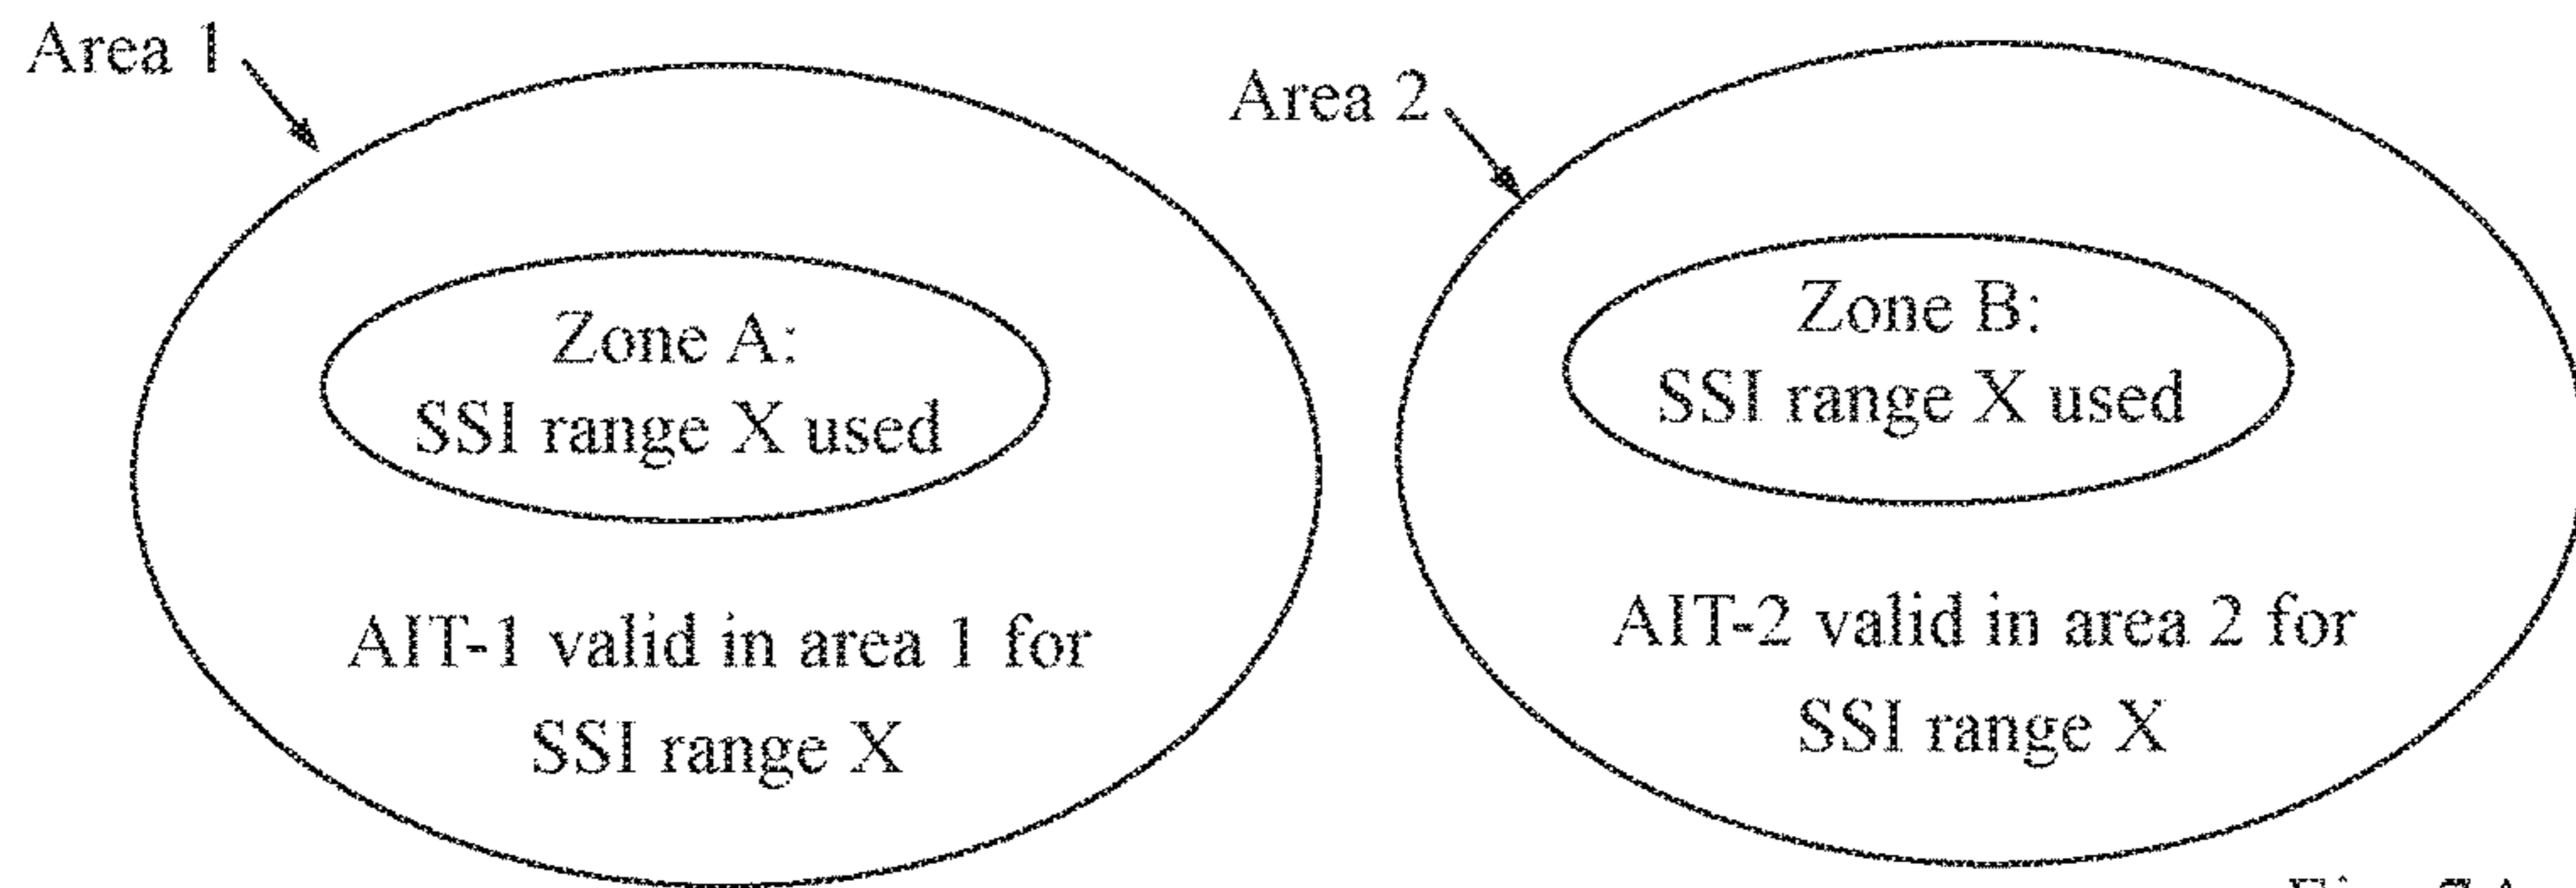 Area 1
Area 2
Zone A:
SSI range X used
Zone B:
SSI range X used
AIT-1 valid in area 1 for
SSI range X
AIT-2 valid in area 2 for
SSI range X